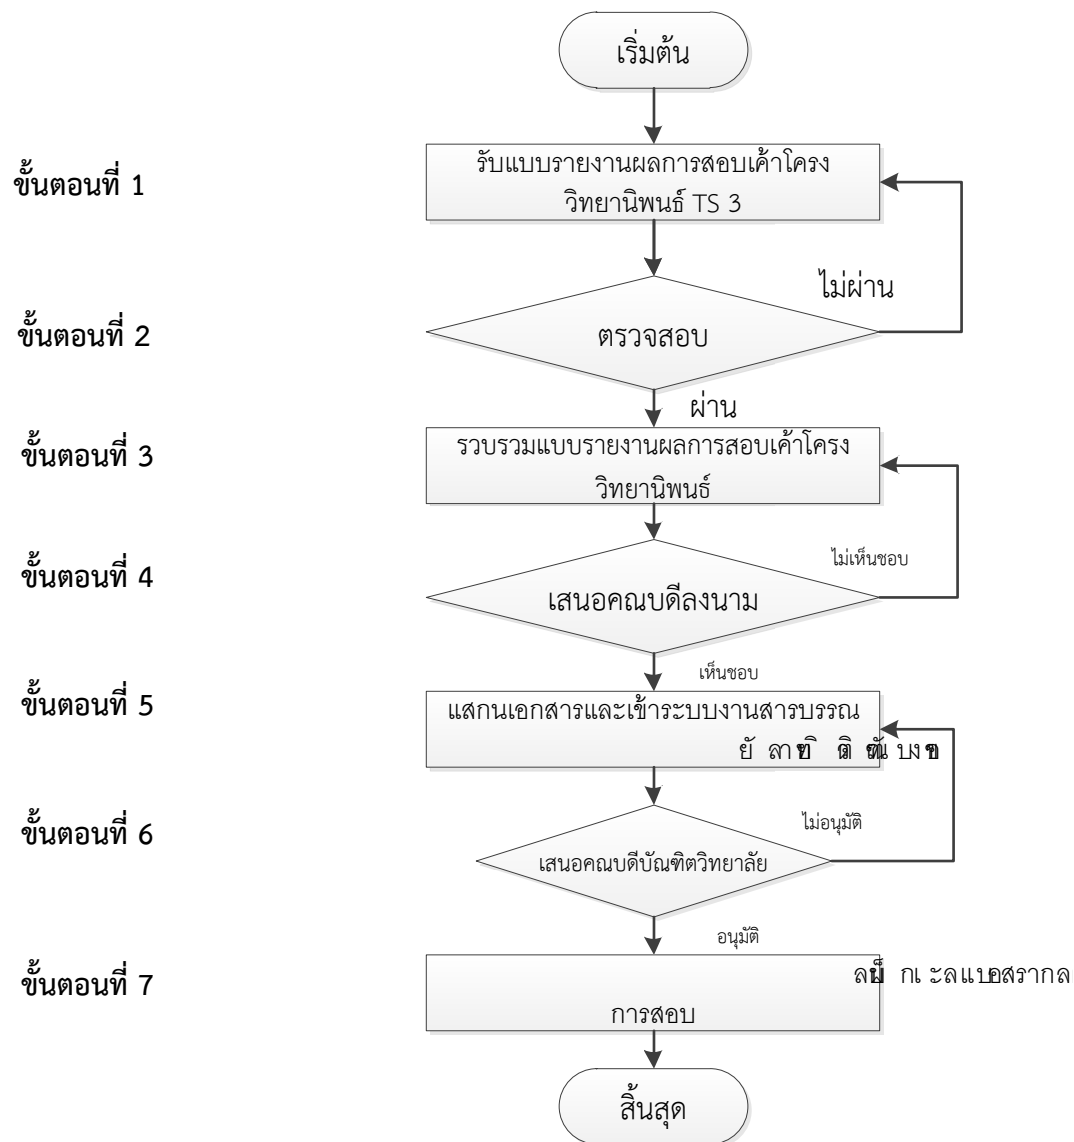 เริ่มต้น
ขั้นตอนที่ 1
รับแบบรายงานผลการสอบเค้าโครง
วิทยานิพนธ์ TS 3
ไม่ผ่าน
ขั้นตอนที่ 2
ตรวจสอบ
ผ่าน
ขั้นตอนที่ 3
รวบรวมแบบรายงานผลการสอบเค้าโครง
วิทยานิพนธ์
ไม่เห็นชอบ
ขั้นตอนที่ 4
เสนอคณบดีลงนาม
เห็นชอบ
ขั้นตอนที่ 5
แสกนเอกสารและเข้าระบบงานสารบรรณ
ไม่อนุมัติ
ขั้นตอนที่ 6
เสนอคณบดีบัณฑิตวิทยาลัย
อนุมัติ
ขั้นตอนที่ 7
การสอบ
สิ้นสุด